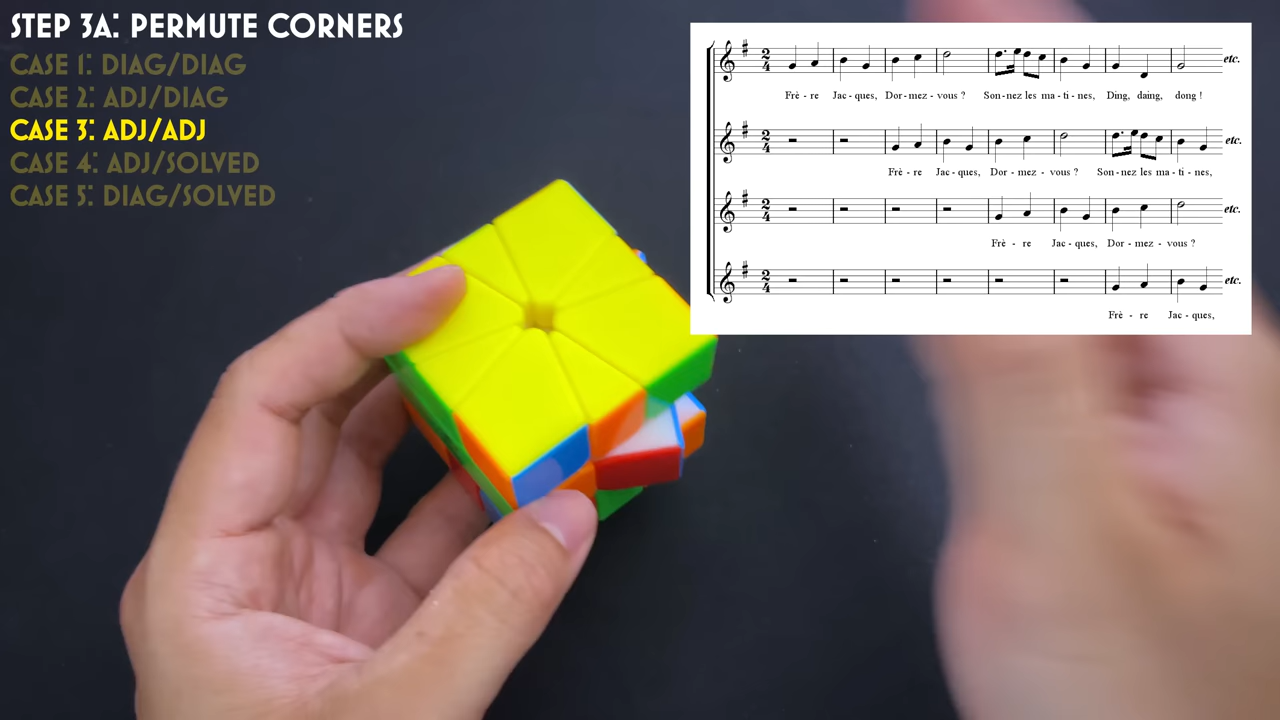 STEP 3A: PERMUTE CORNERS
CASE 1: DIAG/DIAG
CASE 2: ADJ/DIAG
CASE 3: ADJ/ADJ
CASE 4: ADJ/SOLVED
CASE 5: DIAG/SOLVED
etc.
Frè - re Jac - ques, Dor - mez - vous ? Son - nez les ma - ti - nes, Ding, daing, dong !
etc.
Frè - re Jac - ques, Dor - mez - vous ? Son - nez les ma - ti - nes,
etc.
Frè - re Jac - ques, Dor - mez - vous ?
etc.
Frè - re Jac - ques,